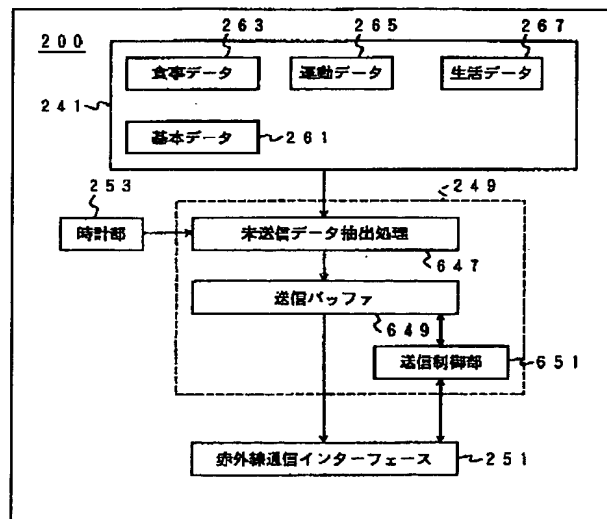 200
263 265 267
食事データ 運動データ 生活データ
241
基本データ 261
253 249
時計部 未送信データ抽出処理
647
送信バッファ
649
送信制御部 651
赤外線通信インターフェース 251